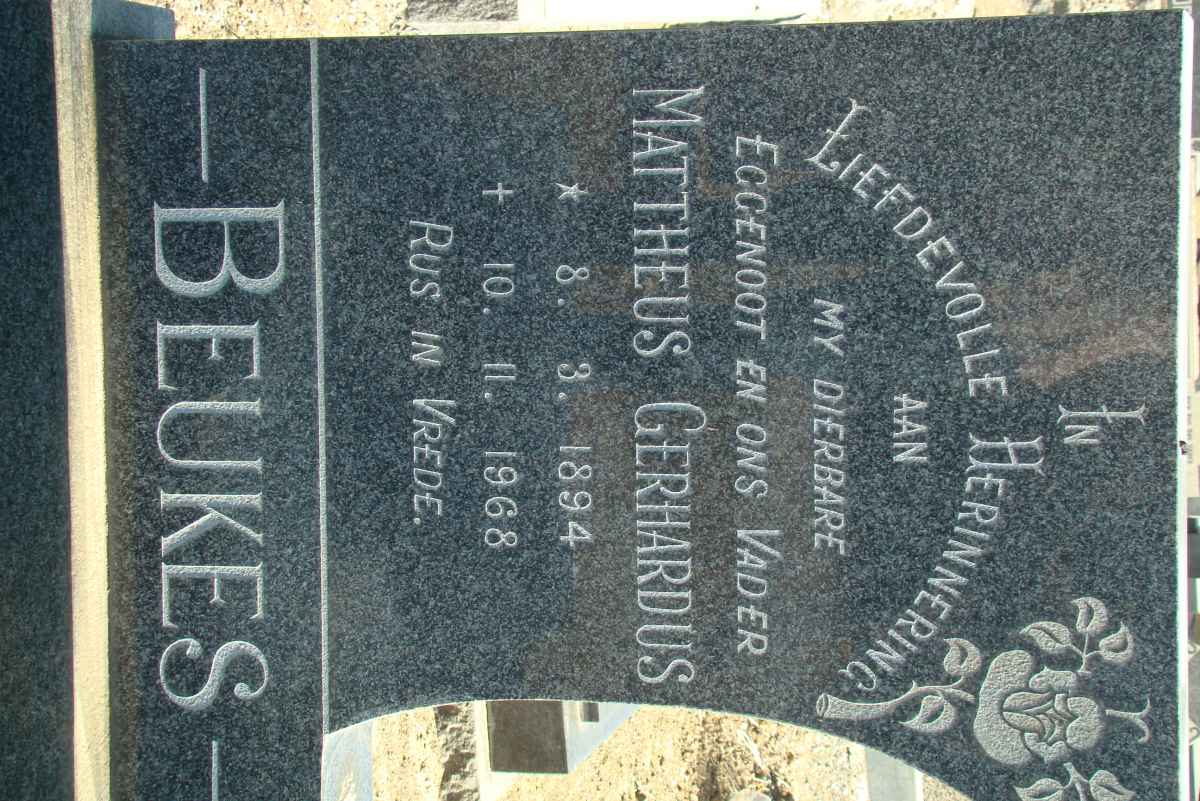 IN
LIEFDEVOLLE HERINNERING
AAN
MY DIERBARE
EGGENOOT EN ONS VADER
MATTHEUS GERHARDUS
★ 8. 3. 1894
+ 10. 11. 1968
RUS IN VREDE.
— BEUKES —